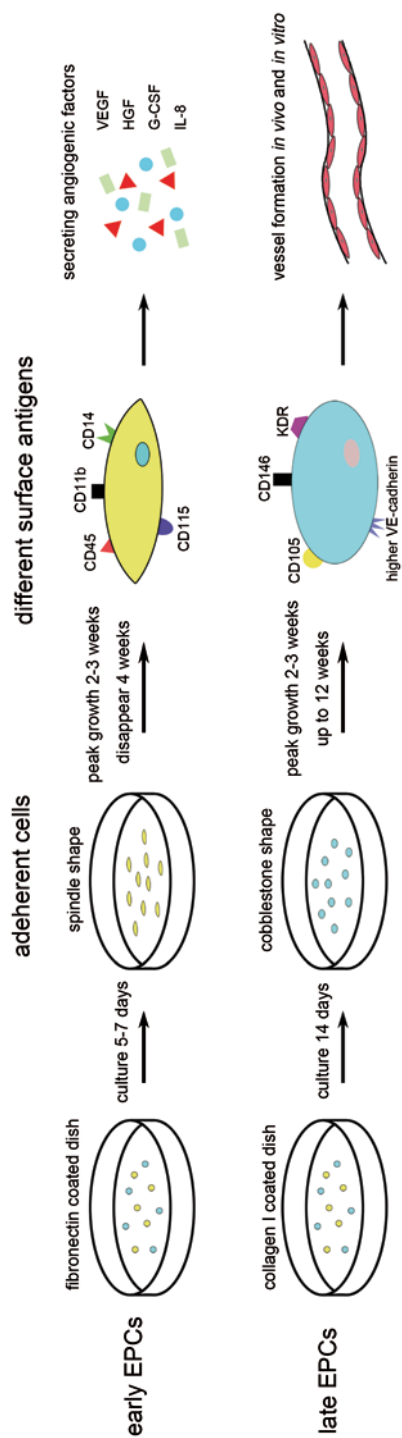 adeherent cells
different surface antigens
early EPCs
fibronectin coated dish
culture 5-7 days
spindle shape
peak growth 2-3 weeks
disappear 4 weeks
CD45
CD11b
CD14
CD115
secreting angiogenic factors
VEGF
HGF
G-CSF
IL-8
late EPCs
collagen I coated dish
culture 14 days
cobblestone shape
peak growth 2-3 weeks
up to 12 weeks
CD105
CD146
KDR
higher VE-cadherin
vessel formation in vivo and in vitro